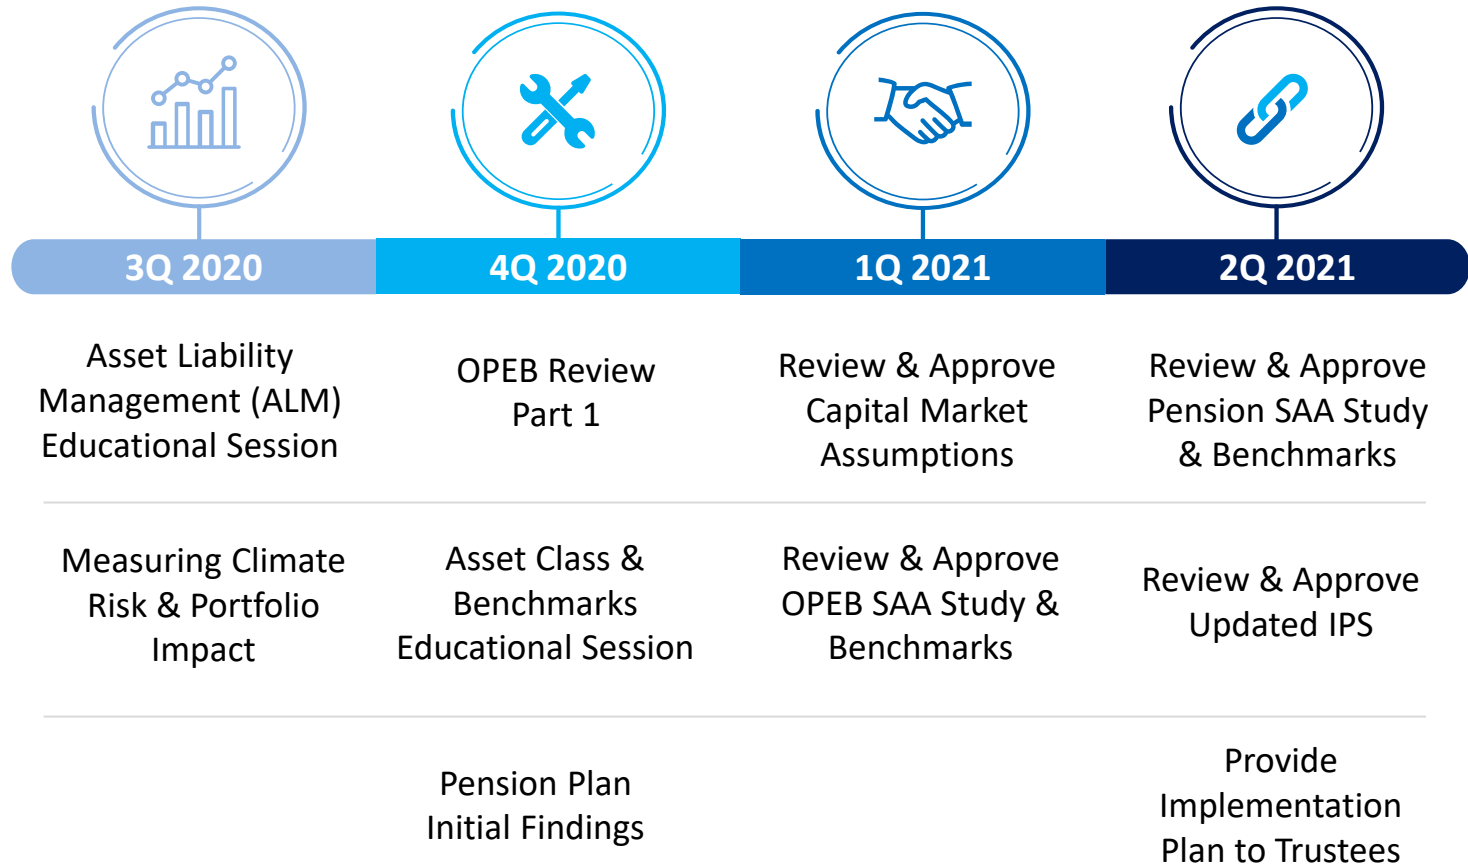 3Q 2020
4Q 2020
1Q 2021
2Q 2021
Asset Liability
Management (ALM)
Educational Session
OPEB Review
Part 1
Review & Approve
Capital Market
Assumptions
Review & Approve
Pension SAA Study
& Benchmarks
Measuring Climate
Risk & Portfolio
Impact
Asset Class &
Benchmarks
Educational Session
Review & Approve
OPEB SAA Study &
Benchmarks
Review & Approve
Updated IPS
Pension Plan
Initial Findings
Provide
Implementation
Plan to Trustees